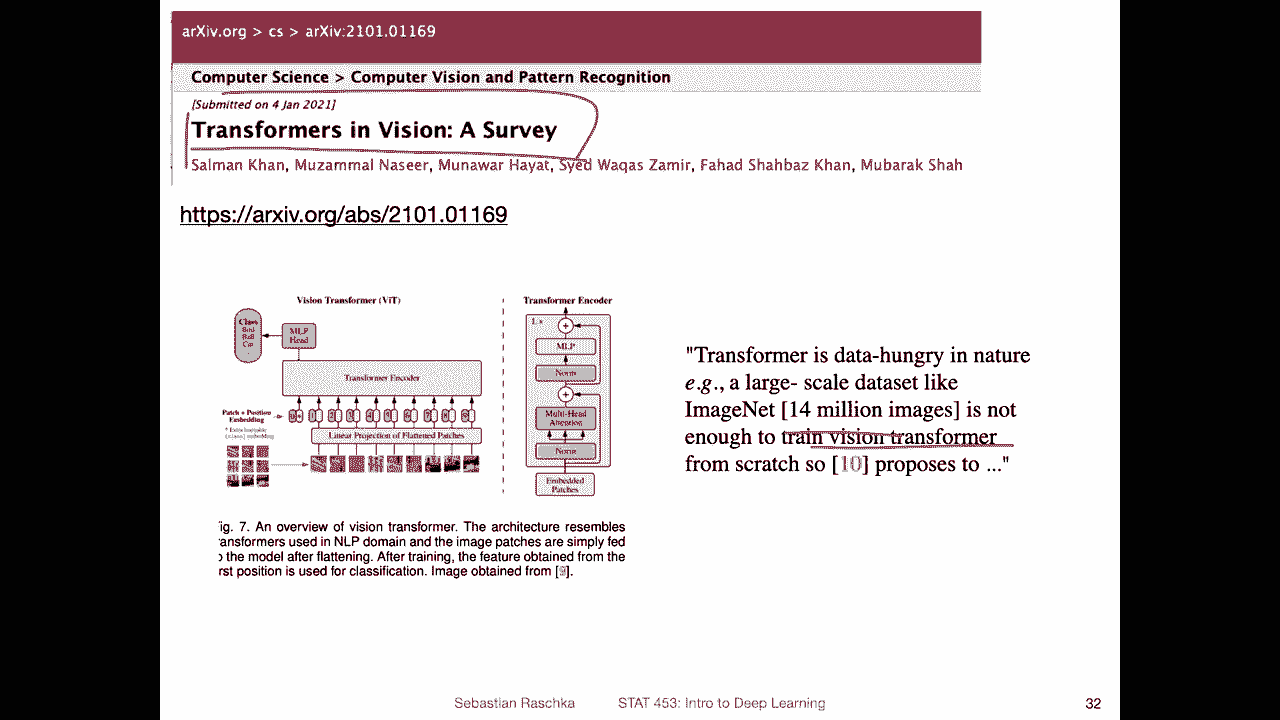 arXiv.org > cs > arXiv:2101.01169
Computer Science > Computer Vision and Pattern Recognition
[Submitted on 4 Jan 2021]
Transformers in Vision: A Survey
Salman Khan, Muzammal Naseer, Munawar Hayat, Syed Waqas Zamir, Fahad Shahbaz Khan, Mubarak Shah
https://arxiv.org/abs/2101.01169
Vision Transformer (ViT)
Class
Bird
Ball
Car
MLP
Head
Transformer Encoder
Patch + Position
Embedding
Linear Projection of Flattened Patches
Transformer Encoder
L x
MLP
Norm
Multi-Head
Attention
Norm
Embedded
Patches
ig. 7. An overview of vision transformer. The architecture resembles
ansformers used in NLP domain and the image patches are simply fed
the model after flattening. After training, the feature obtained from the
rst position is used for classification. Image obtained from [9].
"Transformer is data-hungry in nature
e.g., a large- scale dataset like
ImageNet [14 million images] is not
enough to train vision transformer
from scratch so [10] proposes to ..."
Sebastian Raschka STAT 453: Intro to Deep Learning
32